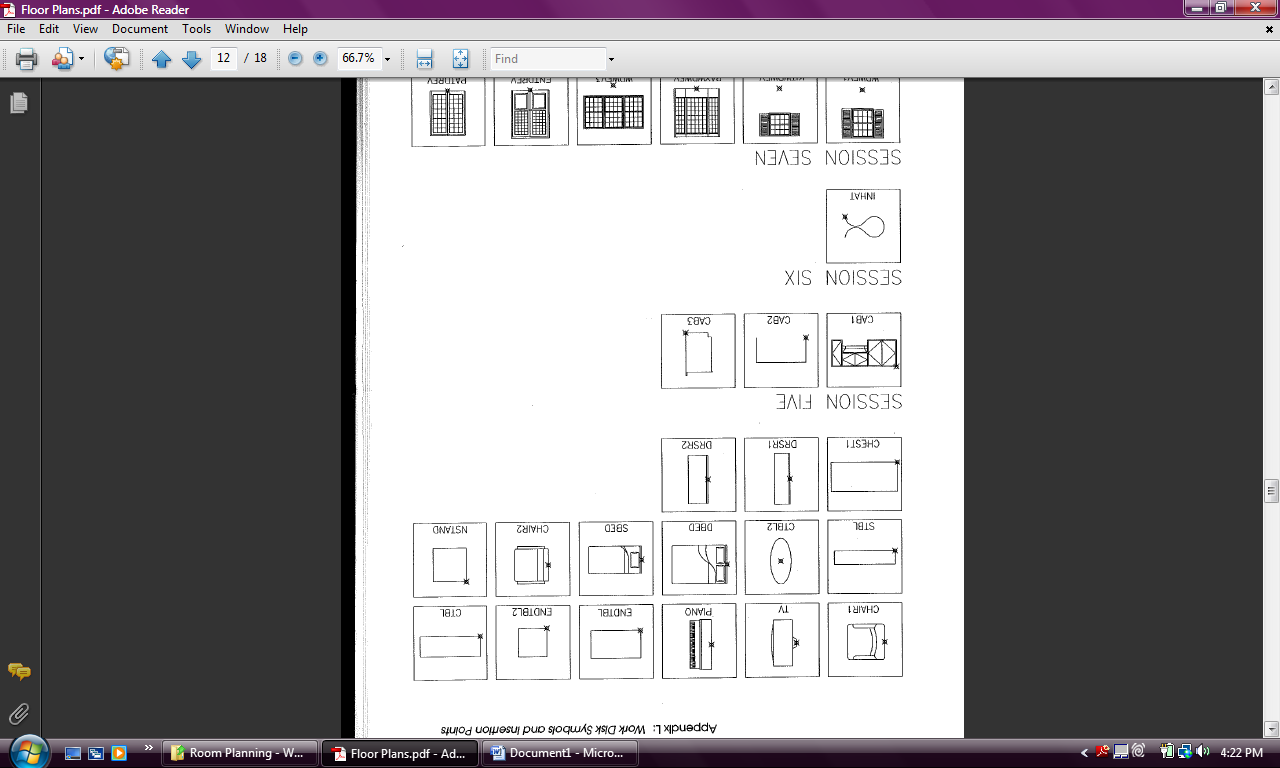 Floor Plans.pdf - Adobe Reader
File Edit View Document Tools Window Help
12 / 18 66.7% Find
Appendix L: Work Disk Symbols and Insertion Points
CHAIR1 TV PIANO ENDTBL ENDTBL2 CTBL
STBL CTBL2 DBED SBED CHAIR2 NSTAND
CHEST1 DRSR1 DRSR2
SESSION FIVE
CAB1 CAB2 CAB3
SESSION SIX
INHAT
SESSION SEVEN
ENTDREV PATDREV
Room Planning - W... Floor Plans.pdf - Ad... Document1 - Micro... 4:22 PM